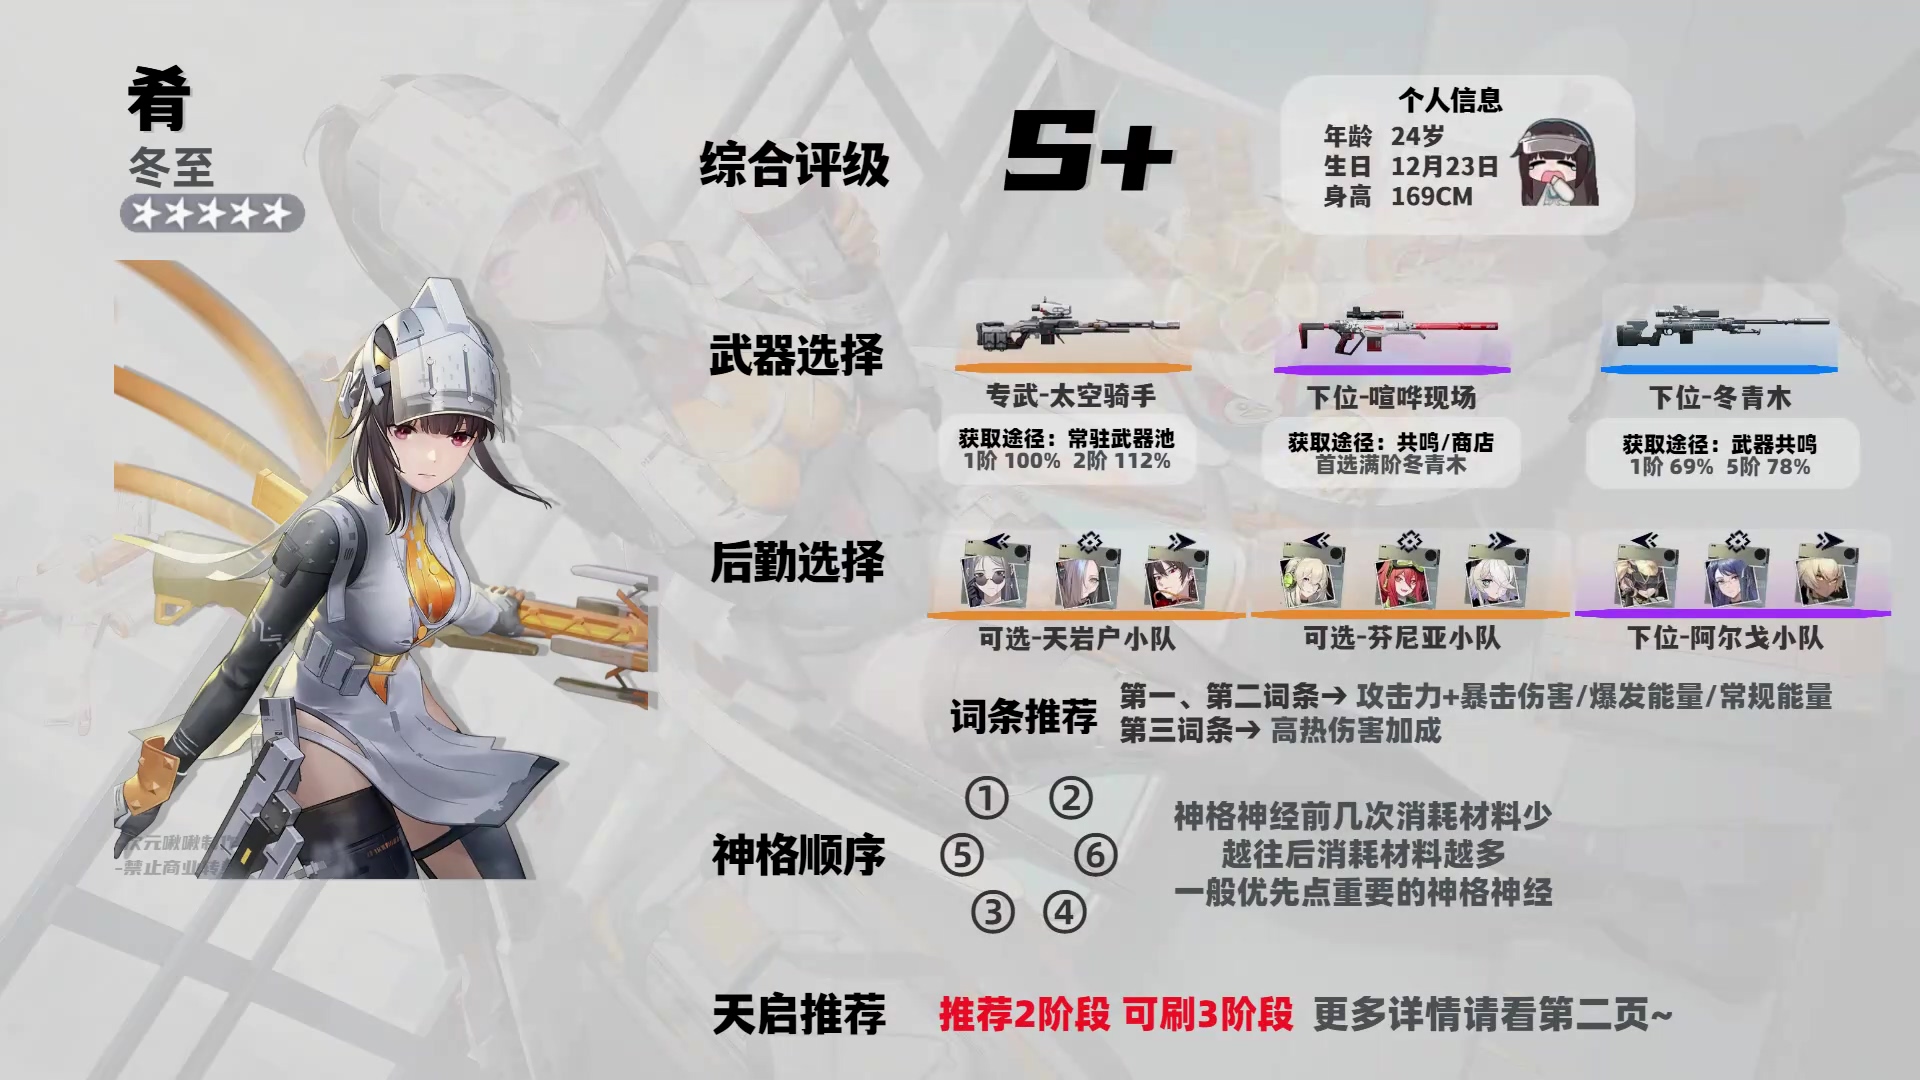 肴
冬至
综合评级
S+
个人信息
年龄 24岁
生日 12月23日
身高 169CM
武器选择
专武-太空骑手
获取途径：常驻武器池
1阶 100% 2阶 112%
下位-喧哗现场
获取途径：共鸣/商店
首选满阶冬青木
下位-冬青木
获取途径：武器共鸣
1阶 69% 5阶 78%
后勤选择
可选-天岩户小队
可选-芬尼亚小队
下位-阿尔戈小队
词条推荐
第一、第二词条→ 攻击力+暴击伤害/爆发能量/常规能量
第三词条→ 高热伤害加成
神格顺序
① ②
⑤ ⑥
③ ④
神格神经前几次消耗材料少
越往后消耗材料越多
一般优先点重要的神格神经
天启推荐
推荐2阶段 可刷3阶段 更多详情请看第二页~
次元啾啾制作
-禁止商业转